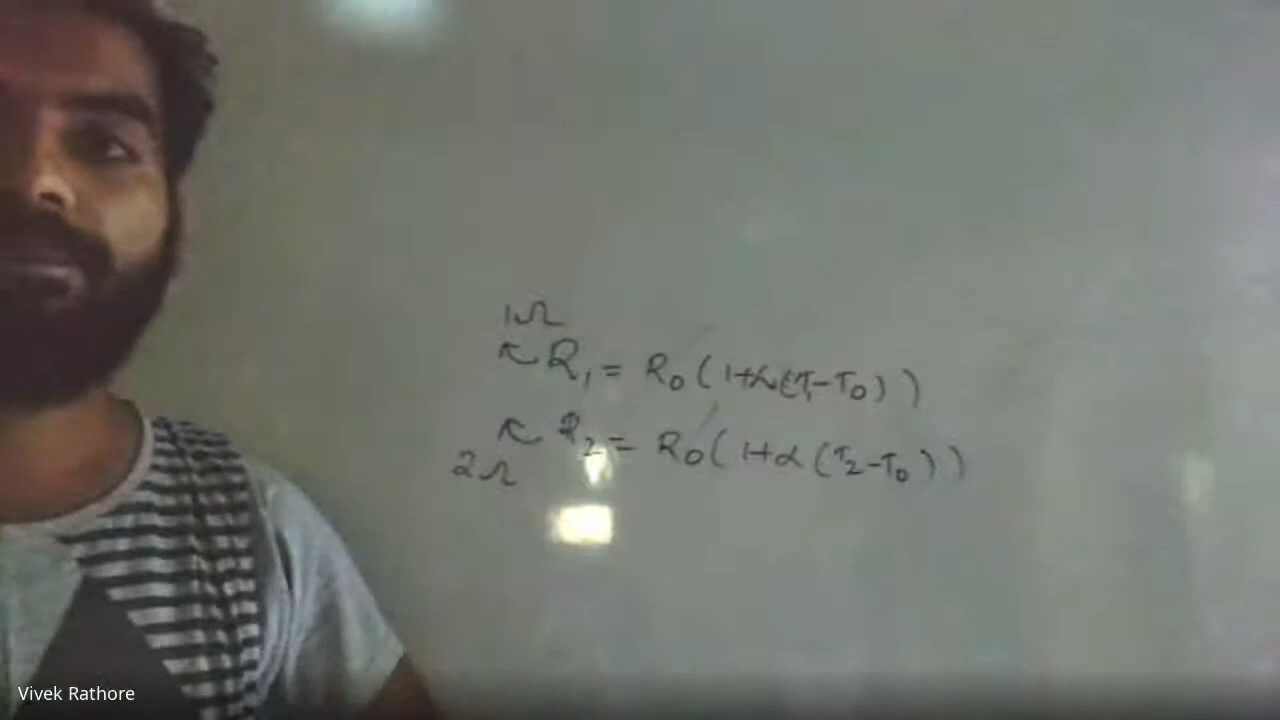 1Ω
↖ R₁ = R₀ ( 1+α(T₁-T₀) )
↖ R₂ = R₀ ( 1+α (T₂-T₀) )
2Ω
Vivek Rathore